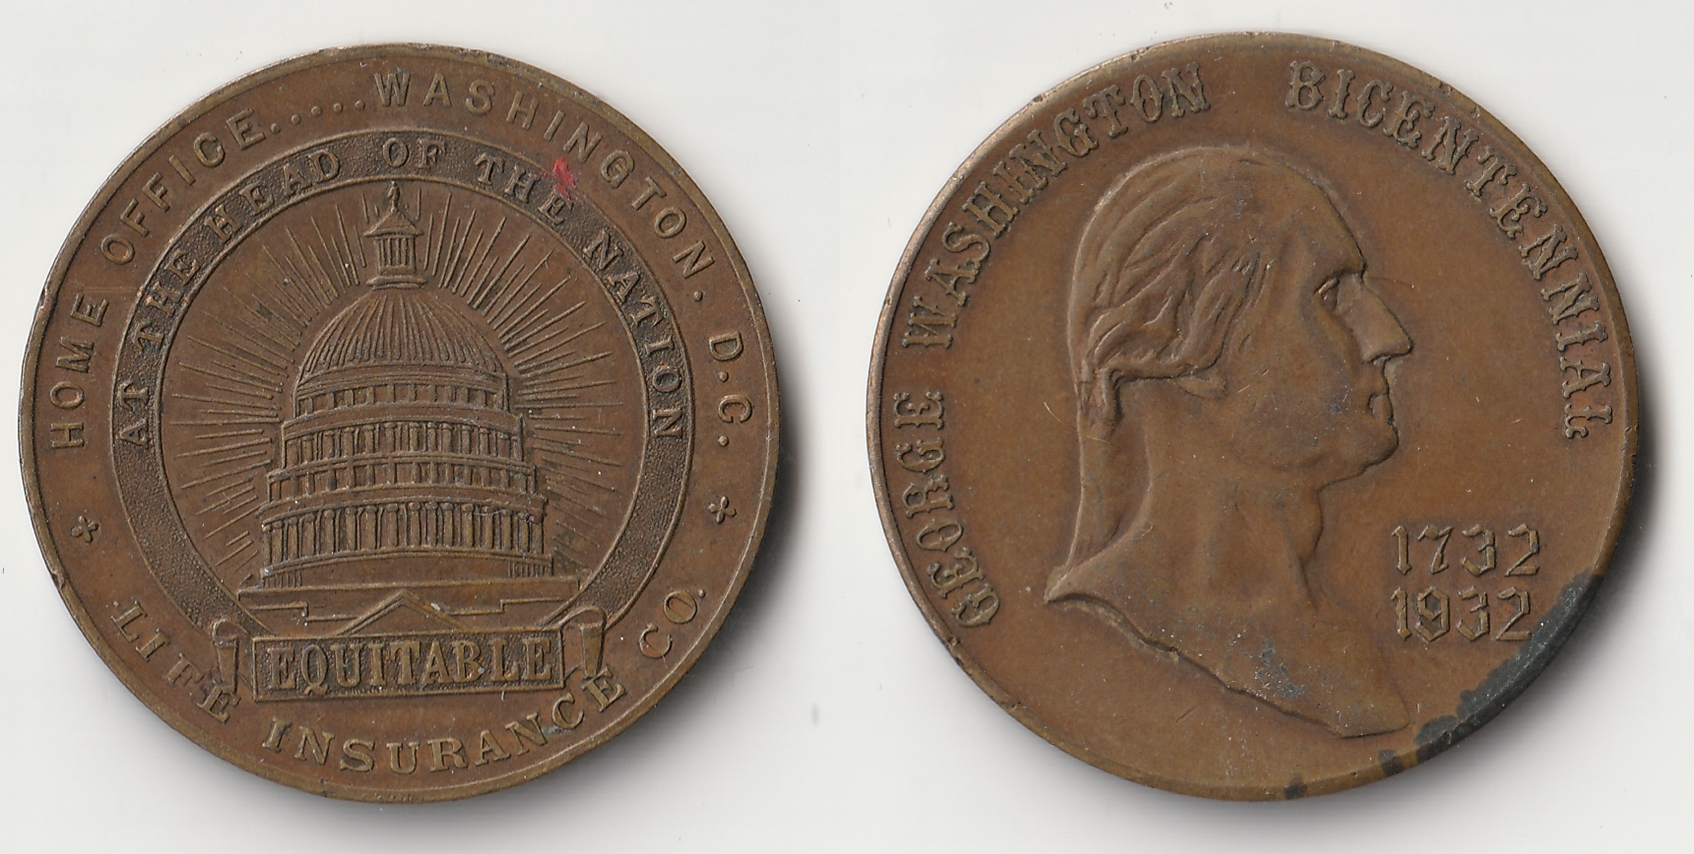 HOME OFFICE.....WASHINGTON. D.C.
AT THE HEAD OF THE NATION
EQUITABLE
LIFE INSURANCE CO.
GEORGE WASHINGTON BICENTENNIAL
1732
1932